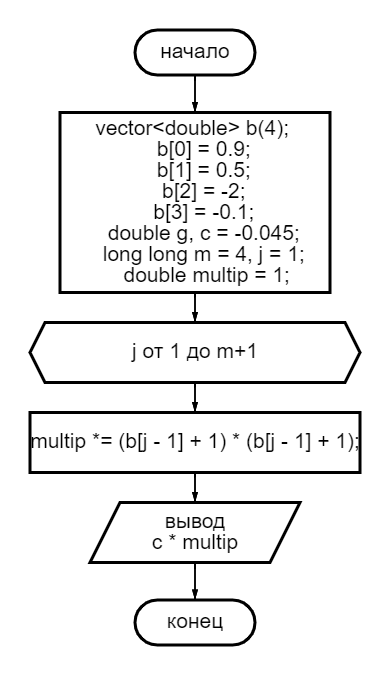 начало
vector<double> b(4);
b[0] = 0.9;
b[1] = 0.5;
b[2] = -2;
b[3] = -0.1;
double g, c = -0.045;
long long m = 4, j = 1;
double multip = 1;
j от 1 до m+1
multip *= (b[j - 1] + 1) * (b[j - 1] + 1);
вывод
c * multip
конец